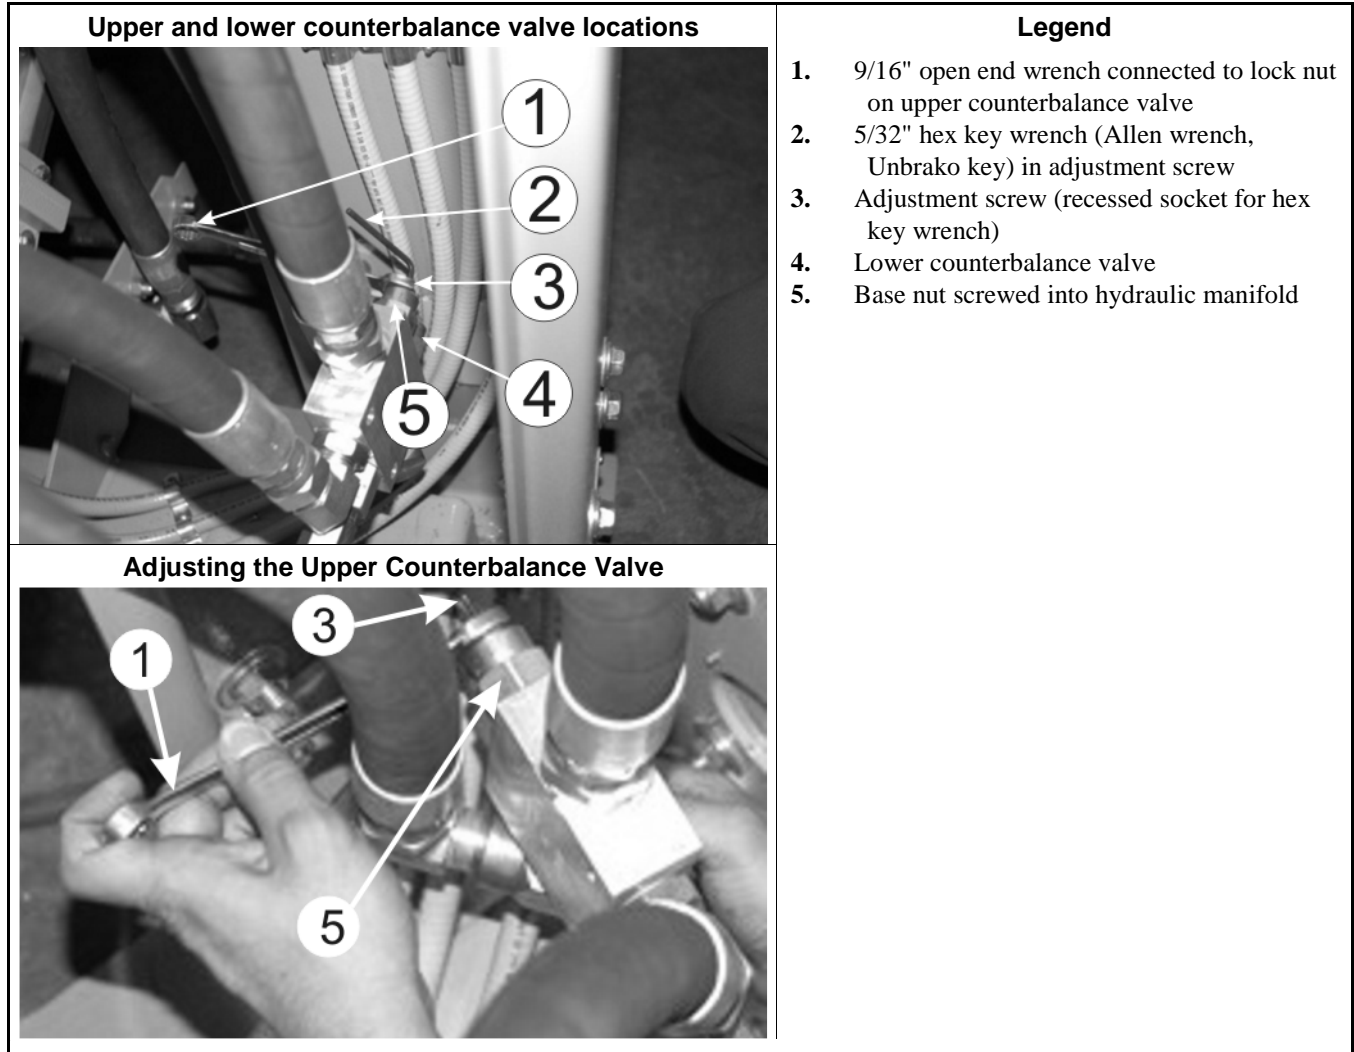 Upper and lower counterbalance valve locations
1
2
3
4
5
Adjusting the Upper Counterbalance Valve
3
1
5
Legend
1. 9/16" open end wrench connected to lock nut
on upper counterbalance valve
2. 5/32" hex key wrench (Allen wrench,
Unbrako key) in adjustment screw
3. Adjustment screw (recessed socket for hex
key wrench)
4. Lower counterbalance valve
5. Base nut screwed into hydraulic manifold